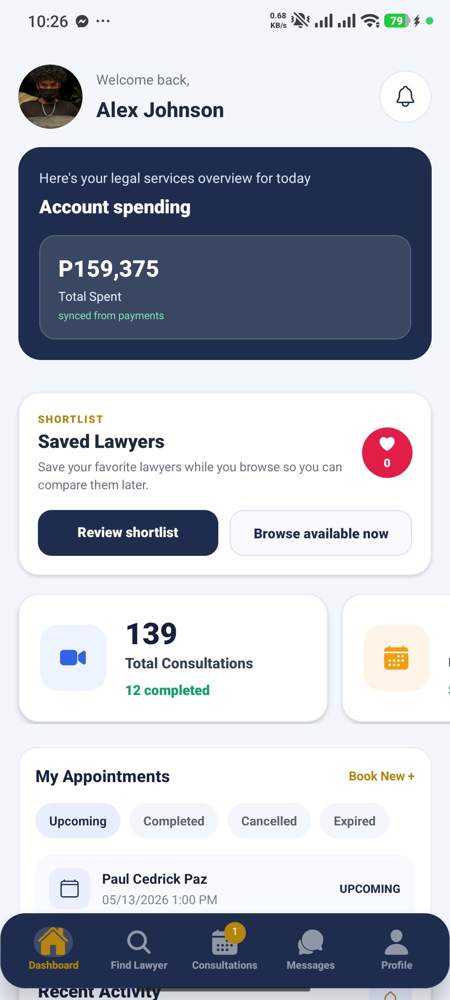 10:26
0.68
KB/s
79
Welcome back,
Alex Johnson
Here's your legal services overview for today
Account spending
P159,375
Total Spent
synced from payments
SHORTLIST
Saved Lawyers
Save your favorite lawyers while you browse so you can
compare them later.
0
Review shortlist
Browse available now
139
Total Consultations
12 completed
My Appointments
Book New +
Upcoming
Completed
Cancelled
Expired
Paul Cedrick Paz
05/13/2026 1:00 PM
UPCOMING
1
Dashboard
Find Lawyer
Consultations
Messages
Profile
Recent Activity